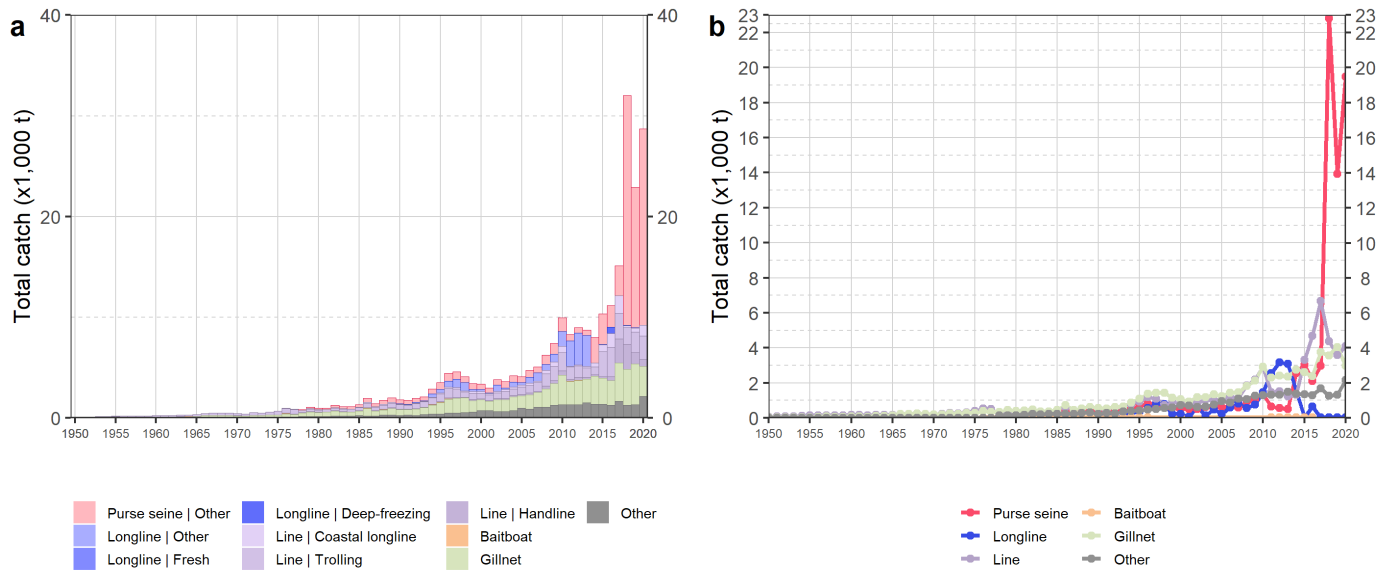 a
Total catch (x1,000 t)
40
20
0
40
20
0
1950 1955 1960 1965 1970 1975 1980 1985 1990 1995 2000 2005 2010 2015 2020
Purse seine | Other
Longline | Other
Longline | Fresh
Longline | Deep-freezing
Line | Coastal longline
Line | Trolling
Line | Handline
Baitboat
Gillnet
Other
b
Total catch (x1,000 t)
23
22
20
18
16
14
12
10
8
6
4
2
0
23
22
20
18
16
14
12
10
8
6
4
2
0
1950 1955 1960 1965 1970 1975 1980 1985 1990 1995 2000 2005 2010 2015 2020
Purse seine
Longline
Line
Baitboat
Gillnet
Other